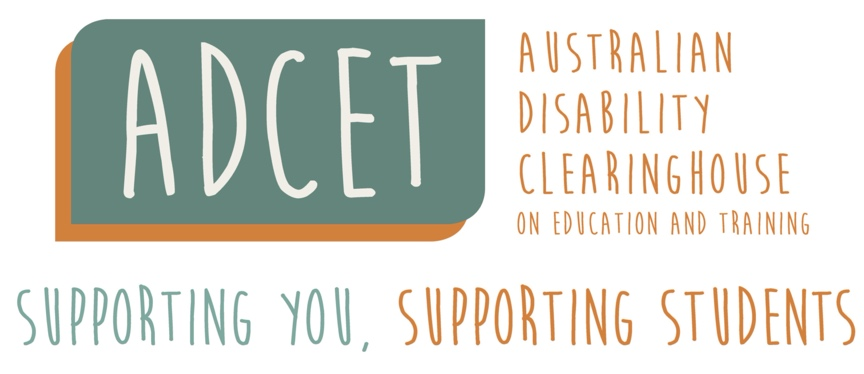 ADCET
AUSTRALIAN
DISABILITY
CLEARINGHOUSE
ON EDUCATION AND TRAINING
SUPPORTING YOU, SUPPORTING STUDENTS